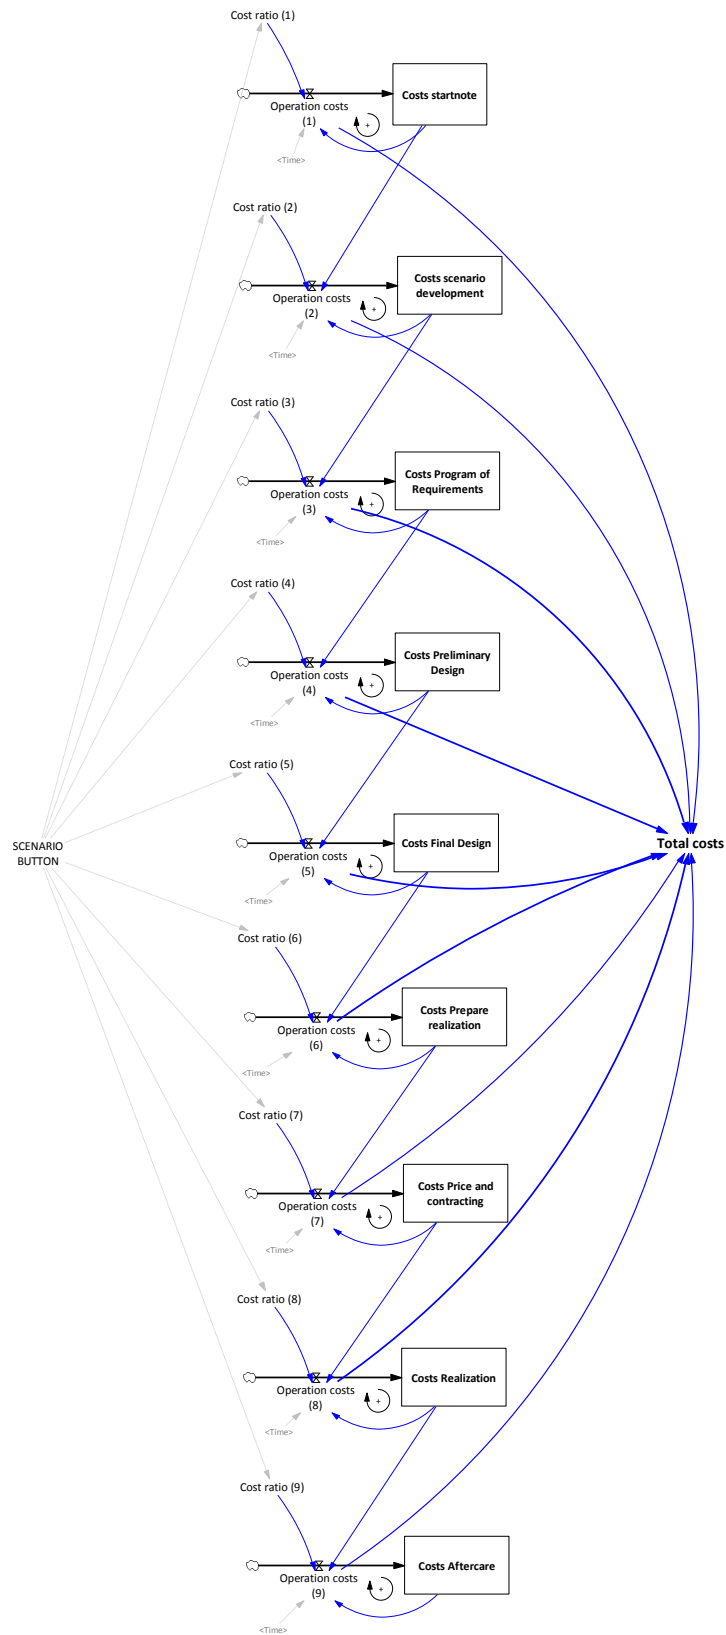 Cost ratio (1)
Costs startnote
Operation costs
(1)
+
<Time>
Cost ratio (2)
Costs scenario
development
Operation costs
(2)
+
<Time>
Cost ratio (3)
Costs Program of
Requirements
Operation costs
(3)
+
<Time>
Cost ratio (4)
Costs Preliminary
Design
Operation costs
(4)
+
<Time>
Cost ratio (5)
Costs Final Design
Operation costs
(5)
+
<Time>
SCENARIO
BUTTON
Total costs
Cost ratio (6)
Costs Prepare
realization
Operation costs
(6)
+
<Time>
Cost ratio (7)
Costs Price and
contracting
Operation costs
(7)
+
<Time>
Cost ratio (8)
Costs Realization
Operation costs
(8)
+
<Time>
Cost ratio (9)
Costs Aftercare
Operation costs
(9)
+
<Time>